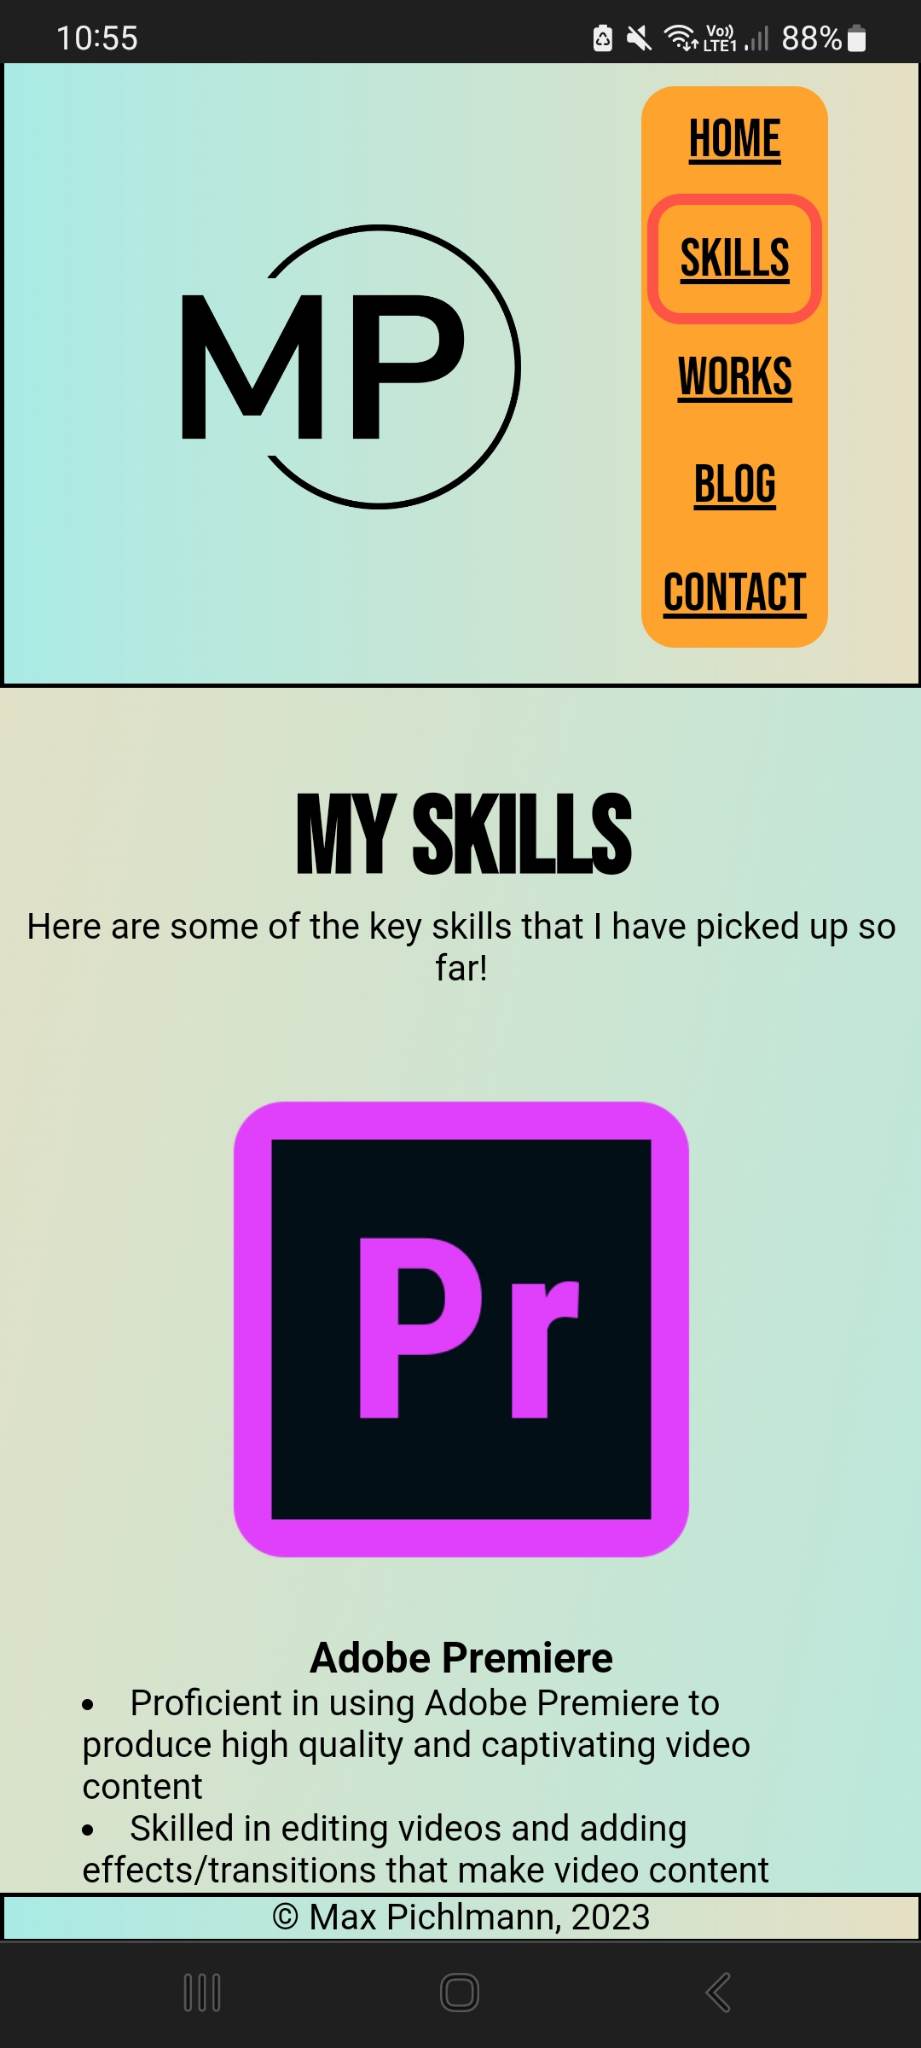 10:55
Vo))
LTE1
88%
HOME
SKILLS
WORKS
BLOG
CONTACT
MP
MY SKILLS
Here are some of the key skills that I have picked up so
far!
Pr
Adobe Premiere
• Proficient in using Adobe Premiere to
produce high quality and captivating video
content
• Skilled in editing videos and adding
effects/transitions that make video content
© Max Pichlmann, 2023